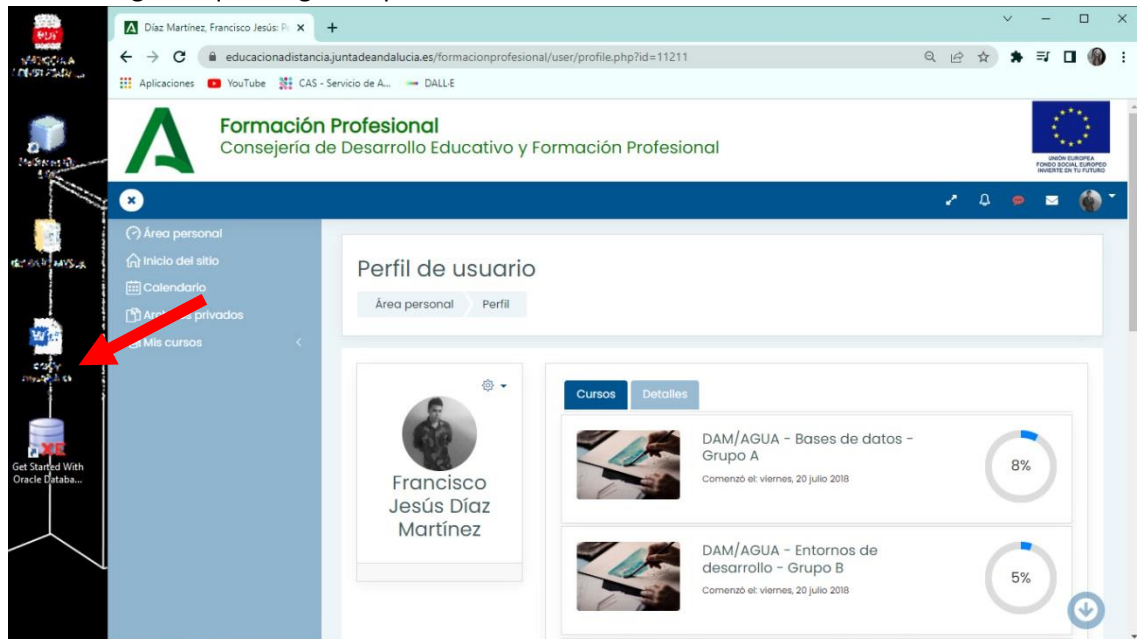 Díaz Martínez, Francisco Jesús: P
educacionadistancia.juntadeandalucia.es/formacionprofesional/user/profile.php?id=11211
Aplicaciones YouTube CAS - Servicio de A... DALL·E
Formación Profesional
Consejería de Desarrollo Educativo y Formación Profesional
UNIÓN EUROPEA
FONDO SOCIAL EUROPEO
INVIERTE EN TU FUTURO
Área personal
Inicio del sitio
Calendario
privados
Mis cursos
Perfil de usuario
Área personal Perfil
Cursos Detalles
DAM/AGUA - Bases de datos -
Grupo A
Comenzó el: viernes, 20 julio 2018
8%
Francisco
Jesús Díaz
Martínez
DAM/AGUA - Entornos de
desarrollo - Grupo B
Comenzó el: viernes, 20 julio 2018
5%
Get Started With
Oracle Databa...